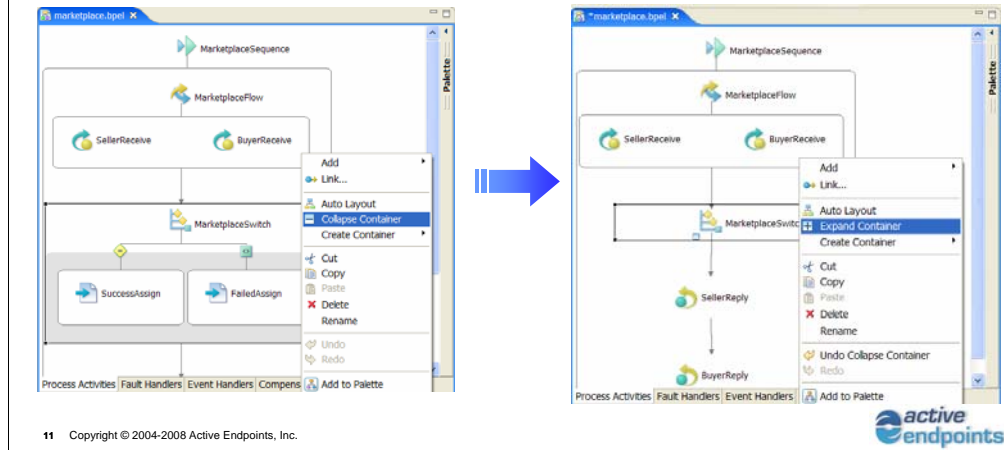 marketplace.bpel
MarketplaceSequence
Palette
MarketplaceFlow
SellerReceive
BuyerReceive
MarketplaceSwitch
SuccessAssign
FailedAssign
Add
Link...
Auto Layout
Collapse Container
Create Container
Cut
Copy
Paste
Delete
Rename
Undo
Redo
Add to Palette
Process Activities Fault Handlers Event Handlers Compens
*marketplace.bpel
MarketplaceSequence
Palette
MarketplaceFlow
SellerReceive
BuyerReceive
MarketplaceSwitc
SellerReply
BuyerReply
Add
Link...
Auto Layout
Expand Container
Create Container
Cut
Copy
Paste
Delete
Rename
Undo Collapse Container
Redo
Add to Palette
Process Activities Fault Handlers Event Handlers
11 Copyright © 2004-2008 Active Endpoints, Inc.
active
endpoints